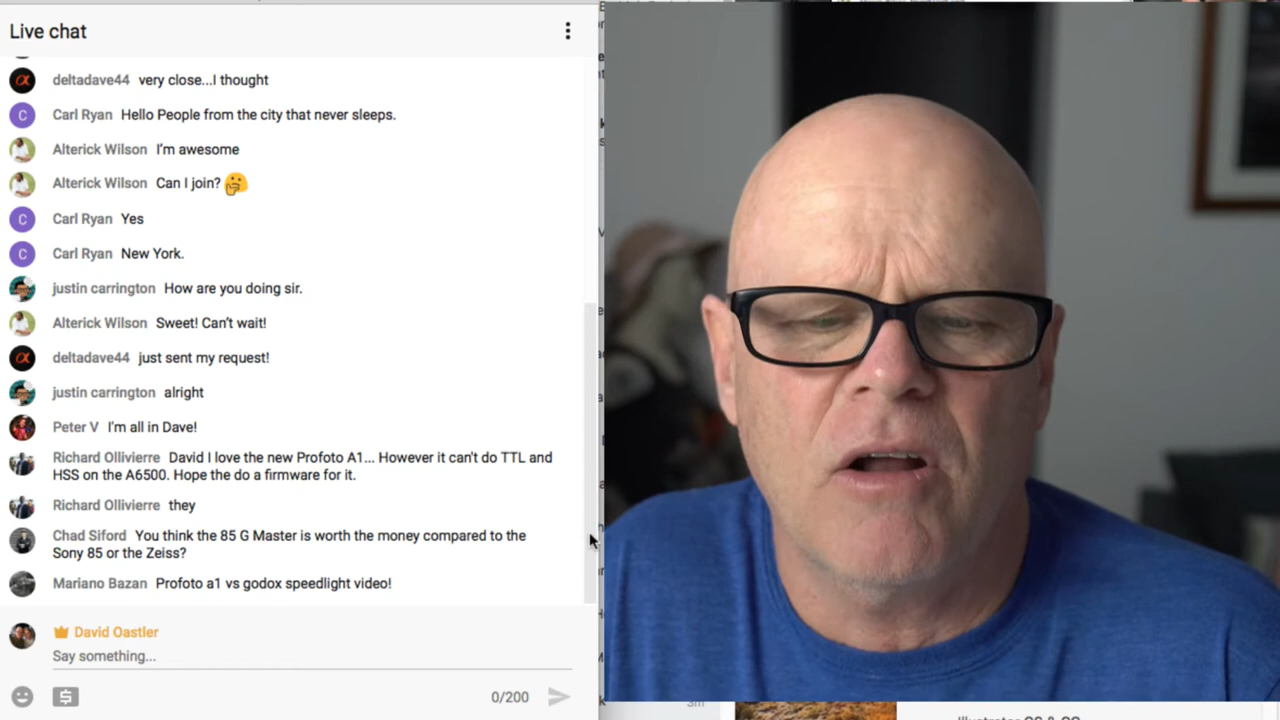 Live chat
deltadave44 very close...I thought
C Carl Ryan Hello People from the city that never sleeps.
Alterick Wilson I'm awesome
Alterick Wilson Can I join?
C Carl Ryan Yes
C Carl Ryan New York.
justin carrington How are you doing sir.
Alterick Wilson Sweet! Can't wait!
deltadave44 just sent my request!
justin carrington alright
Peter V I'm all in Dave!
Richard Ollivierre David I love the new Profoto A1... However it can't do TTL and
HSS on the A6500. Hope the do a firmware for it.
Richard Ollivierre they
Chad Siford You think the 85 G Master is worth the money compared to the
Sony 85 or the Zeiss?
Mariano Bazan Profoto a1 vs godox speedlight video!
David Oastler
Say something...
0/200
3m